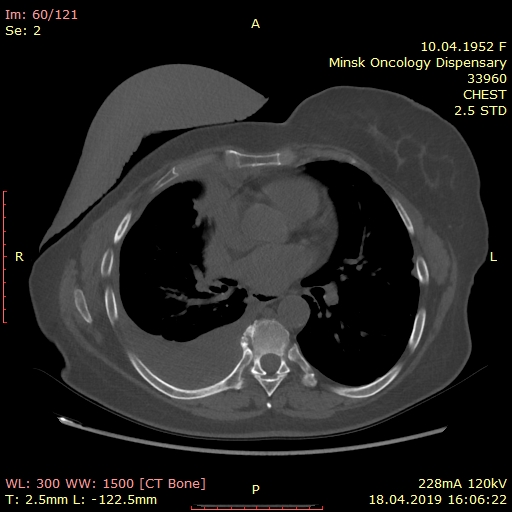 Im: 60/121
Se: 2
A
10.04.1952 F
Minsk Oncology Dispensary
33960
CHEST
2.5 STD
R
L
WL: 300 WW: 1500 [CT Bone]
T: 2.5mm L: -122.5mm
P
228mA 120kV
18.04.2019 16:06:22